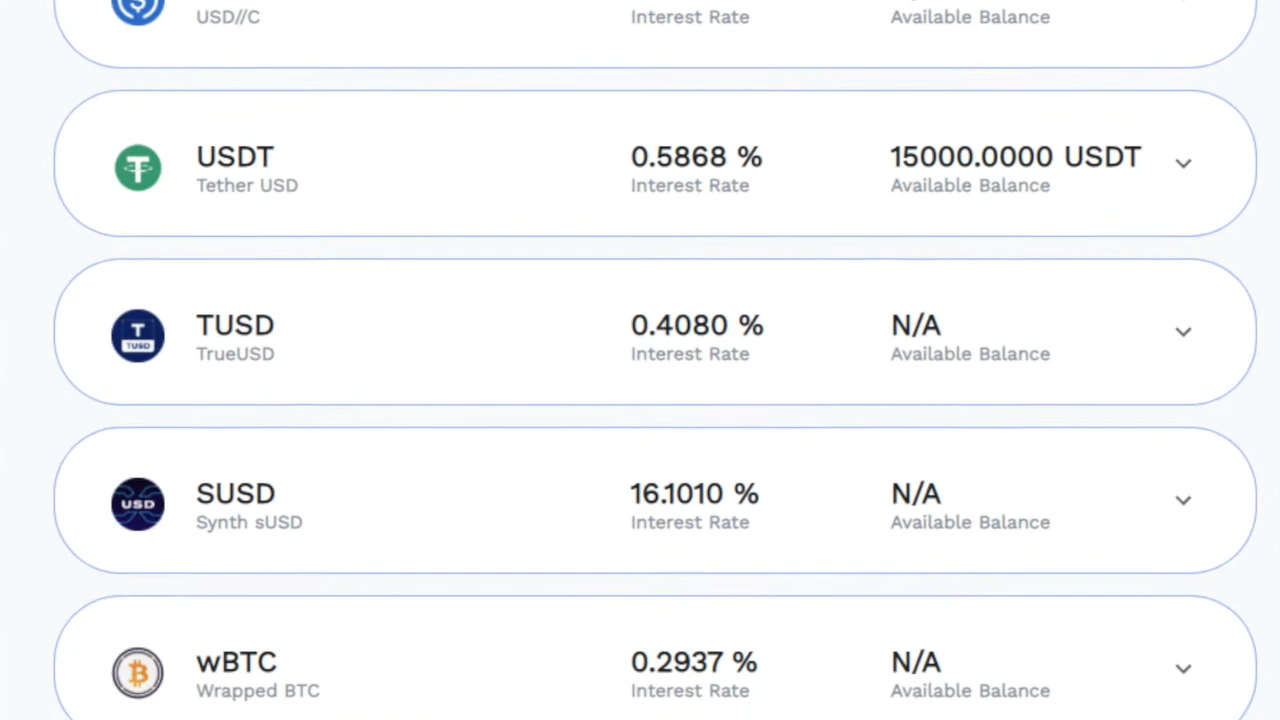 USD//C Interest Rate Available Balance
USDT 0.5868 % 15000.0000 USDT
Tether USD Interest Rate Available Balance
TUSD 0.4080 % N/A
TUSD
TrueUSD Interest Rate Available Balance
SUSD 16.1010 % N/A
USD
Synth sUSD Interest Rate Available Balance
wBTC 0.2937 % N/A
Wrapped BTC Interest Rate Available Balance